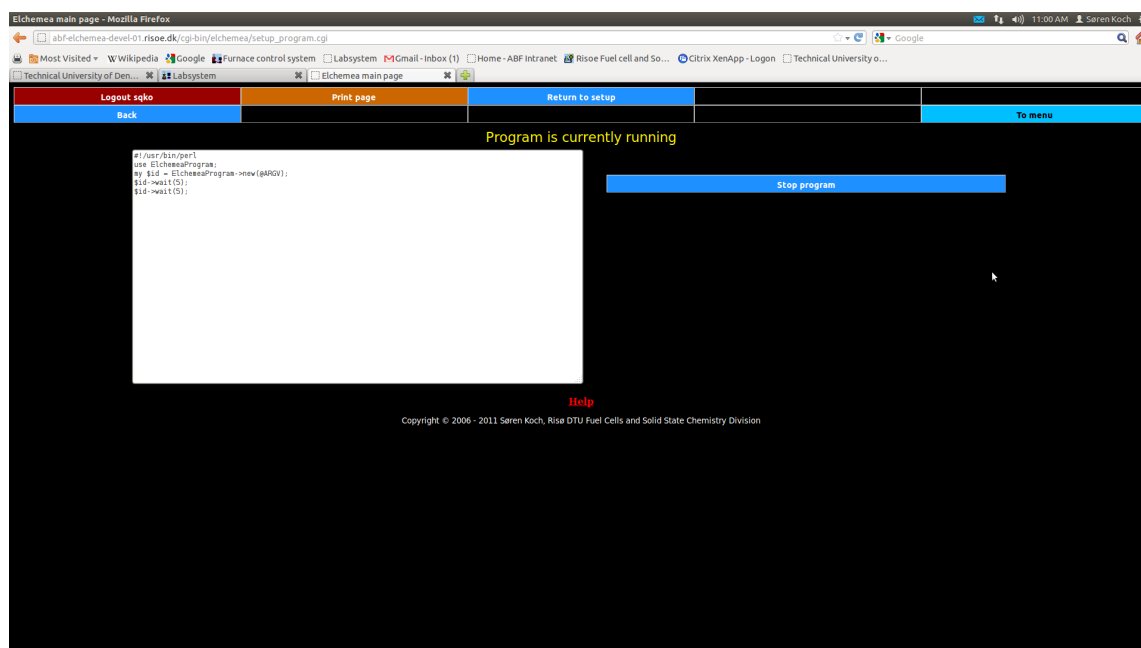 Elchemea main page - Mozilla Firefox 11:00 AM Søren Koch
abf-elchemea-devel-01.risoe.dk/cgi-bin/elchemea/setup_program.cgi Google
Most Visited Wikipedia Google Furnace control system Labsystem Gmail - Inbox (1) Home - ABF Intranet Risoe Fuel cell and So... Citrix XenApp - Logon Technical University o...
Technical University of Den... Labsystem Elchemea main page
Logout sqko Print page Return to setup
Back To menu
Program is currently running
#!/usr/bin/perl
use ElchemeaProgram;
my $id = ElchemeaProgram->new(@ARGV);
$id->wait(5);
$id->wait(5);
Stop program
Help
Copyright © 2006 - 2011 Søren Koch, Risø DTU Fuel Cells and Solid State Chemistry Division